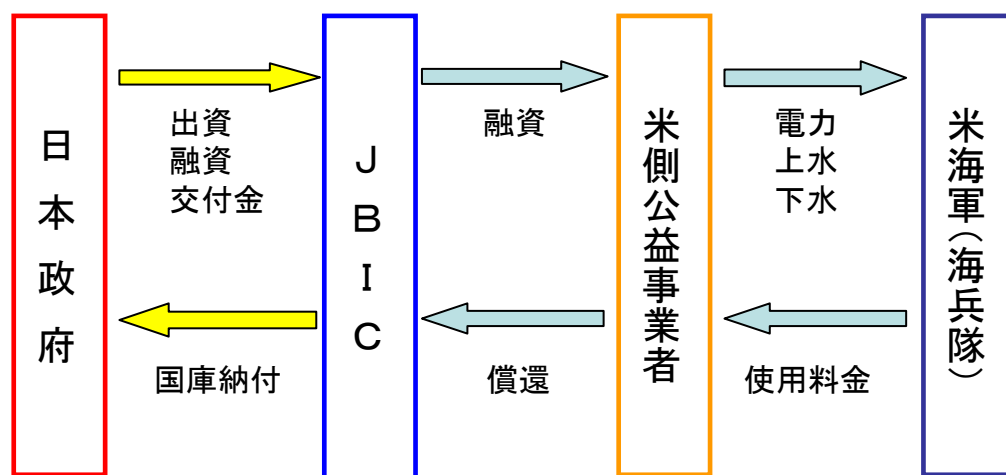 日本政府
出資
融資
交付金
国庫納付
ＪＢＩＣ
融資
償還
米側公益事業者
電力
上水
下水
使用料金
米海軍（海兵隊）